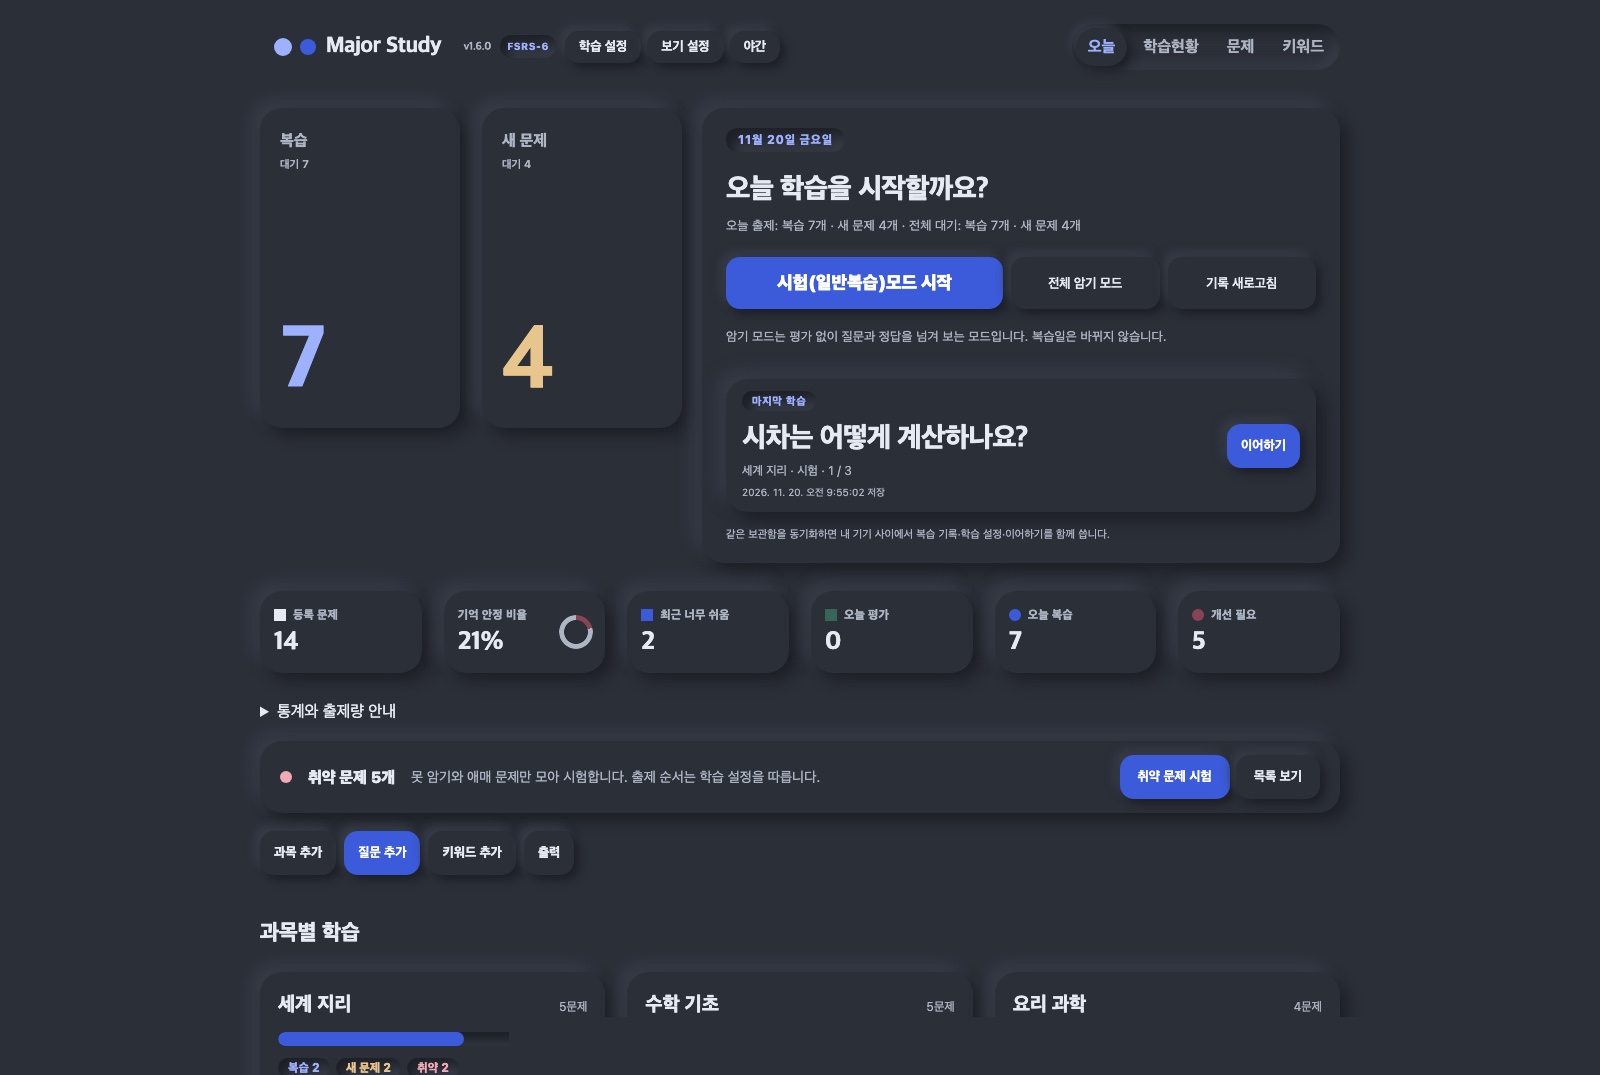 Major Study v1.6.0 FSRS-6 학습 설정 보기 설정 야간
오늘 학습현황 문제 키워드
복습
대기 7
7
새 문제
대기 4
4
11월 20일 금요일
오늘 학습을 시작할까요?
오늘 출제: 복습 7개 · 새 문제 4개 · 전체 대기: 복습 7개 · 새 문제 4개
시험(일반복습)모드 시작 전체 암기 모드 기록 새로고침
암기 모드는 평가 없이 질문과 정답을 넘겨 보는 모드입니다. 복습일은 바뀌지 않습니다.
마지막 학습
시차는 어떻게 계산하나요?
세계 지리 · 시험 · 1 / 3
2026. 11. 20. 오전 9:55:02 저장
이어하기
같은 보관함을 동기화하면 내 기기 사이에서 복습 기록·학습 설정·이어하기를 함께 씁니다.
등록 문제
14
기억 안정 비율
21%
최근 너무 쉬움
2
오늘 평가
0
오늘 복습
7
개선 필요
5
▶ 통계와 출제량 안내
취약 문제 5개 못 암기와 애매 문제만 모아 시험합니다. 출제 순서는 학습 설정을 따릅니다.
취약 문제 시험 목록 보기
과목 추가 질문 추가 키워드 추가 출력
과목별 학습
세계 지리 5문제
복습 2 새 문제 2 취약 2
수학 기초 5문제
요리 과학 4문제